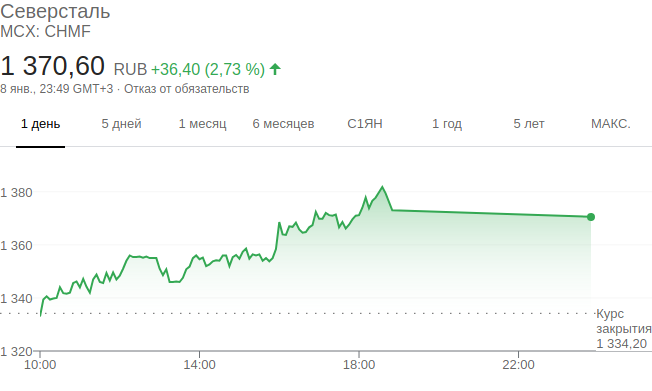 Северсталь
MCX: CHMF
1 370,60 RUB +36,40 (2,73 %)
8 янв., 23:49 GMT+3 · Отказ от обязательств
1 день 5 дней 1 месяц 6 месяцев С1ЯН 1 год 5 лет МАКС.
1 380
1 360
1 340
1 320
Курс
закрытия
1 334,20
10:00 14:00 18:00 22:00